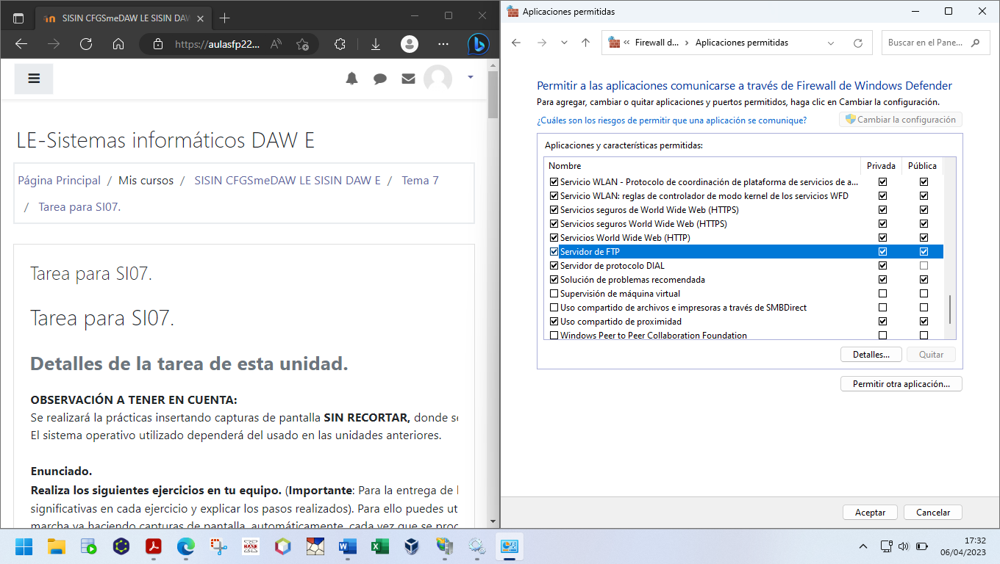 SISIN CFGSmeDAW LE SISIN DAW
https://aulasfp22...
LE-Sistemas informáticos DAW E
Página Principal / Mis cursos / SISIN CFGSmeDAW LE SISIN DAW E / Tema 7
/ Tarea para SI07.
Tarea para SI07.
Tarea para SI07.
Detalles de la tarea de esta unidad.
OBSERVACIÓN A TENER EN CUENTA:
Se realizará la prácticas insertando capturas de pantalla SIN RECORTAR, donde se
El sistema operativo utilizado dependerá del usado en las unidades anteriores.
Enunciado.
Realiza los siguientes ejercicios en tu equipo. (Importante: Para la entrega de
significativas en cada ejercicio y explicar los pasos realizados). Para ello puedes ut
marcha va haciendo capturas de pantalla, automáticamente, cada vez que se
Aplicaciones permitidas
« Firewall d... › Aplicaciones permitidas
Buscar en el Pane...
Permitir a las aplicaciones comunicarse a través de Firewall de Windows Defender
Para agregar, cambiar o quitar aplicaciones y puertos permitidos, haga clic en Cambiar la configuración.
¿Cuáles son los riesgos de permitir que una aplicación se comunique?
Cambiar la configuración
Aplicaciones y características permitidas:
Nombre Privada Pública
Servicio WLAN - Protocolo de coordinación de plataforma de servicios de a...
Servicio WLAN: reglas de controlador de modo kernel de los servicios WFD
Servicios seguros de World Wide Web (HTTPS)
Servicios seguros World Wide Web (HTTPS)
Servicios World Wide Web (HTTP)
Servidor de FTP
Servidor de protocolo DIAL
Solución de problemas recomendada
Supervisión de máquina virtual
Uso compartido de archivos e impresoras a través de SMBDirect
Uso compartido de proximidad
Windows Peer to Peer Collaboration Foundation
Detalles... Quitar
Permitir otra aplicación...
Aceptar Cancelar
BASE
17:32
06/04/2023